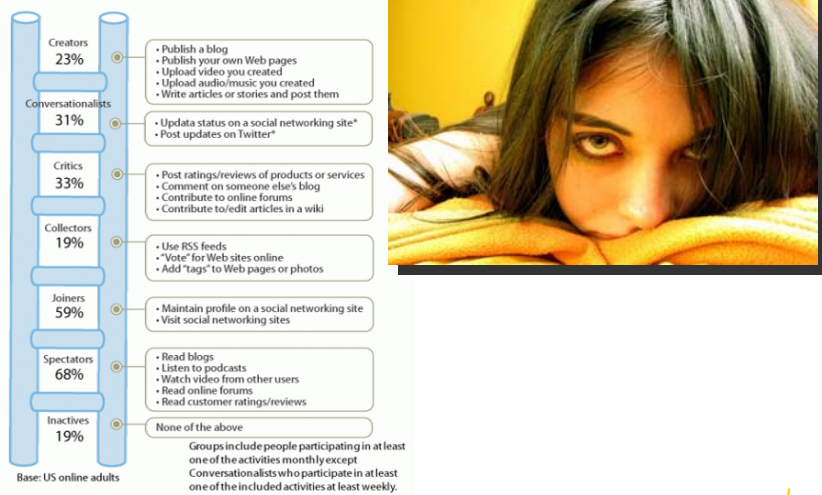 Creators
23%
• Publish a blog
• Publish your own Web pages
• Upload video you created
• Upload audio/music you created
• Write articles or stories and post them
Conversationalists
31%
• Updata status on a social networking site*
• Post updates on Twitter*
Critics
33%
• Post ratings/reviews of products or services
• Comment on someone else's blog
• Contribute to online forums
• Contribute to/edit articles in a wiki
Collectors
19%
• Use RSS feeds
• "Vote" for Web sites online
• Add "tags" to Web pages or photos
Joiners
59%
• Maintain profile on a social networking site
• Visit social networking sites
Spectators
68%
• Read blogs
• Listen to podcasts
• Watch video from other users
• Read online forums
• Read customer ratings/reviews
Inactives
19%
None of the above
Groups include people participating in at least
one of the activities monthly except
Conversationalists who participate in at least
one of the included activities at least weekly.
Base: US online adults